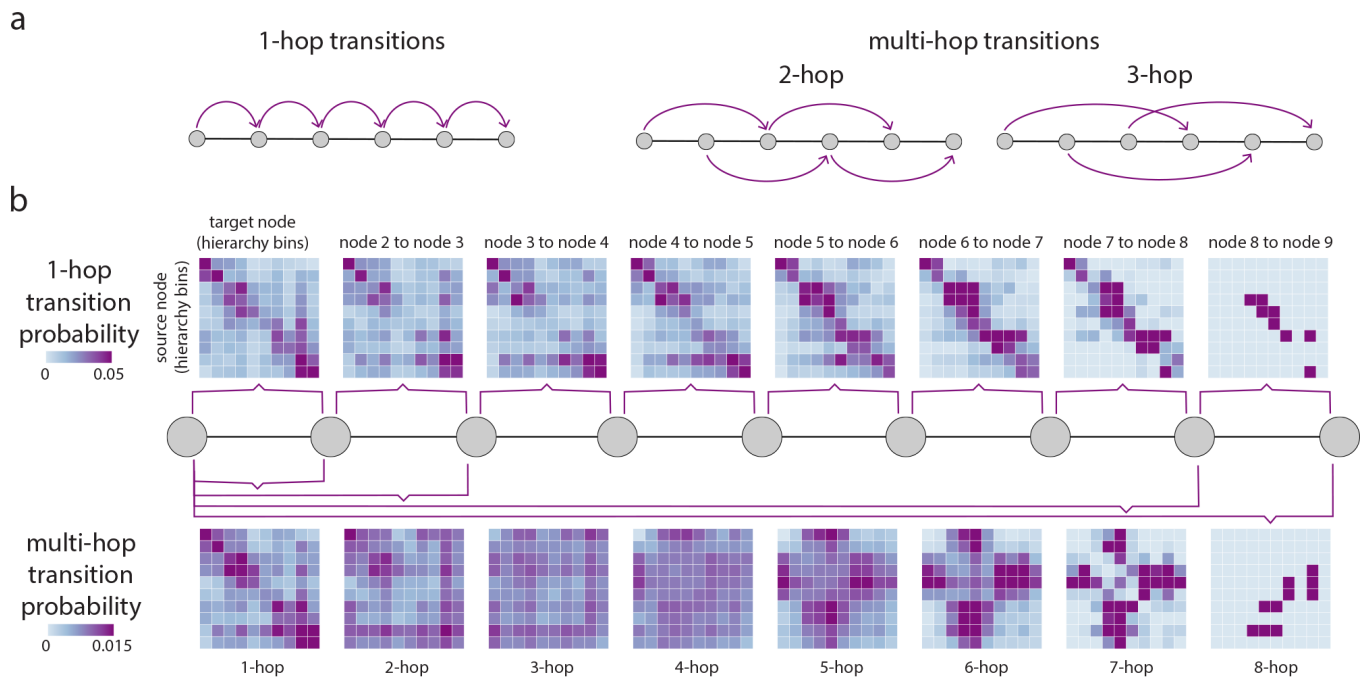 a
1-hop transitions
multi-hop transitions
2-hop
3-hop
b
1-hop
transition
probability
0
0.05
source node
(hierarchy bins)
target node
(hierarchy bins)
node 2 to node 3
node 3 to node 4
node 4 to node 5
node 5 to node 6
node 6 to node 7
node 7 to node 8
node 8 to node 9
multi-hop
transition
probability
0
0.015
1-hop
2-hop
3-hop
4-hop
5-hop
6-hop
7-hop
8-hop